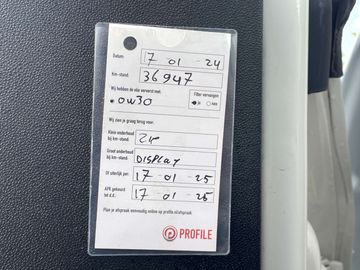 Datum: 17 01 - 24
Km-stand: 36947
Wij hebben de olie ververst met: Filter vervangen
• 0W30 Ja Nee
Wij zien je graag terug voor:
Klein onderhoud bij km-stand:
Groot onderhoud bij km-stand: DISPLAY
Of uiterlijk per: 17 - 01 - 25
APK gekeurd t/m d.d.: 17 - 01 - 25
Plan je afspraak eenvoudig online op profile.nl/afspraak
PROFILE